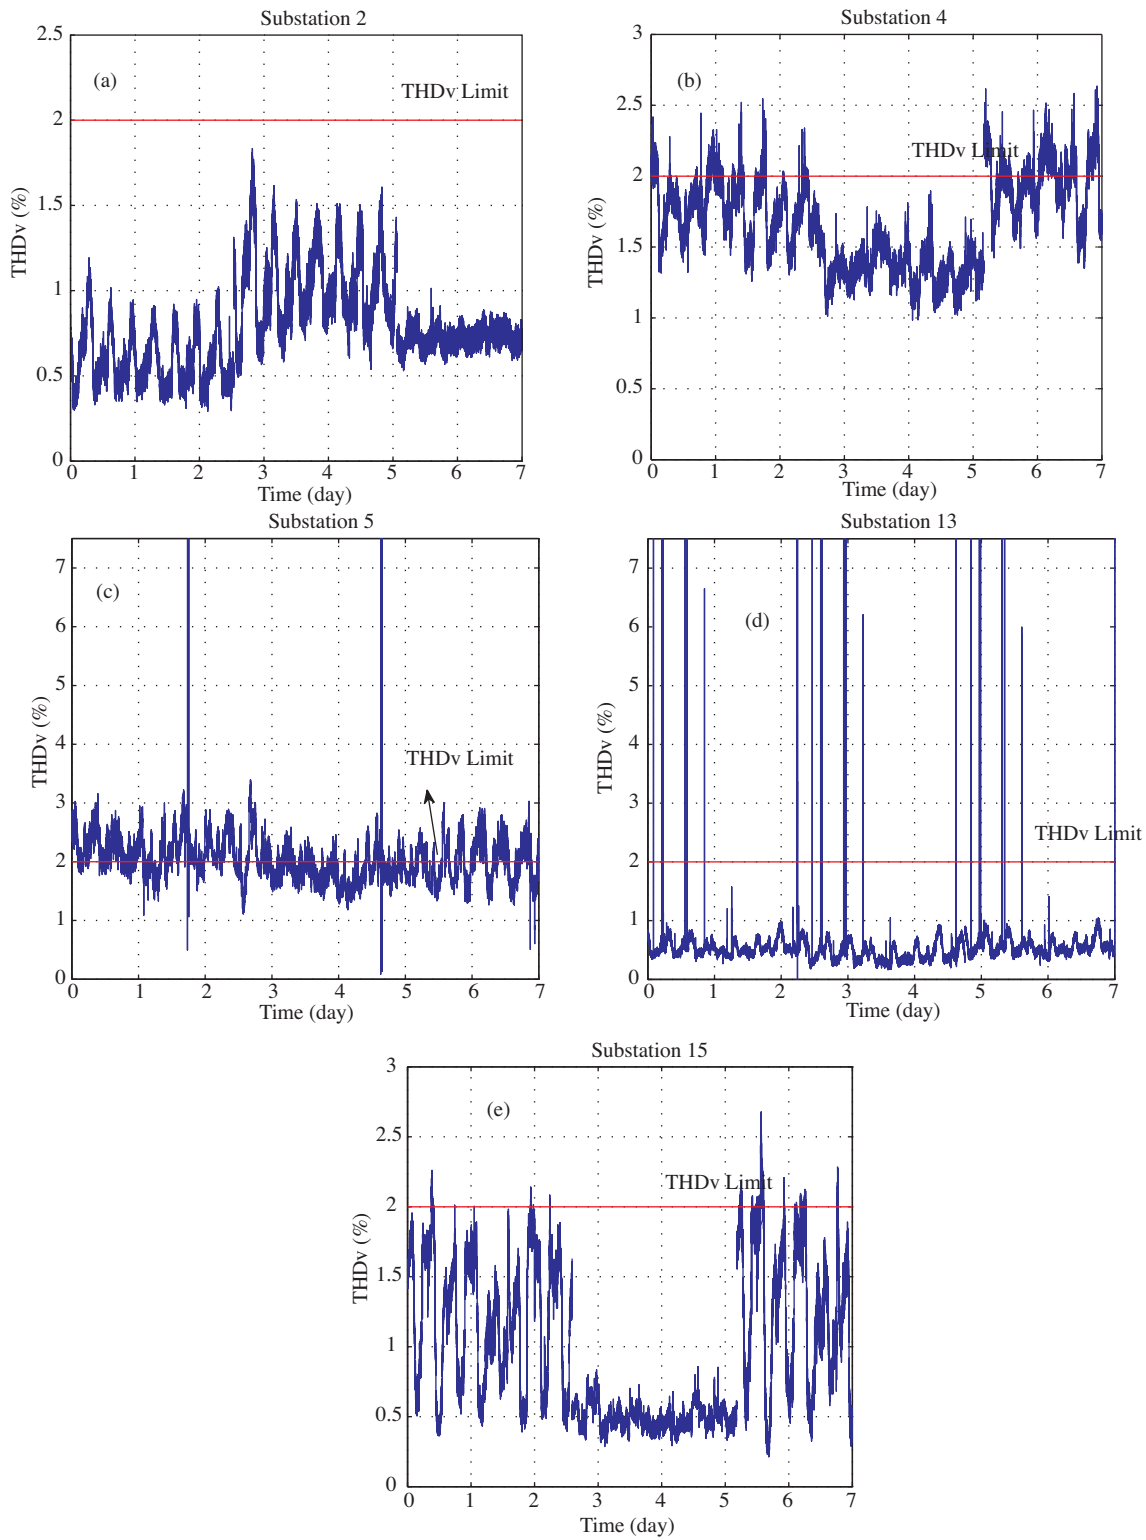 Substation 2
2.5
(a)
THDv Limit
2
1.5
THDv (%)
1
0.5
0
0 1 2 3 4 5 6 7
Time (day)
Substation 4
3
(b)
2.5
THDv Limit
2
THDv (%)
1.5
1
0.5
0
0 1 2 3 4 5 6 7
Time (day)
Substation 5
7
(c)
6
5
THDv (%)
4
THDv Limit
3
2
1
0
0 1 2 3 4 5 6 7
Time (day)
Substation 13
7
6
(d)
5
THDv (%)
4
3
THDv Limit
2
1
0
0 1 2 3 4 5 6 7
Time (day)
Substation 15
3
(e)
2.5
THDv Limit
2
THDv (%)
1.5
1
0.5
0
0 1 2 3 4 5 6 7
Time (day)